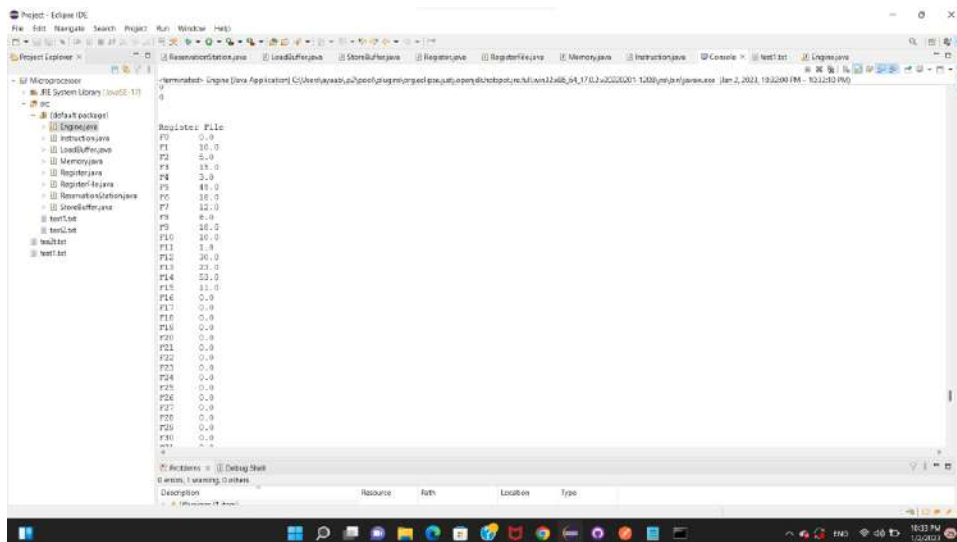 Project - Eclipse IDE
File Edit Navigate Search Project Run Window Help
Project Explorer
ReservationStation.java LoadBuffer.java StoreBuffer.java Register.java RegisterFile.java Memory.java Instruction.java Console test1.txt Engine.java
Microprocessor
JRE System Library [JavaSE-17]
src
(default package)
Engine.java
Instruction.java
LoadBuffer.java
Memory.java
Register.java
RegisterFile.java
ReservationStation.java
StoreBuffer.java
test1.txt
test2.txt
test1.txt
0
0
Register File
F0 0.0
F1 10.0
F2 5.0
F3 15.0
F4 3.0
F5 45.0
F6 10.0
F7 12.0
F9 18.0
F10 10.0
F12 30.0
F13 23.0
F14 53.0
F15 11.0
F16 0.0
F17 0.0
F18 0.0
F19 0.0
F20 0.0
F21 0.0
F22 0.0
F23 0.0
F24 0.0
F25 0.0
F26 0.0
F27 0.0
F28 0.0
F29 0.0
F30 0.0
Problems Debug Shell
0 errors, 1 warning, 0 others
Description Resource Path Location Type
ENG
10:33 PM
1/2/2023